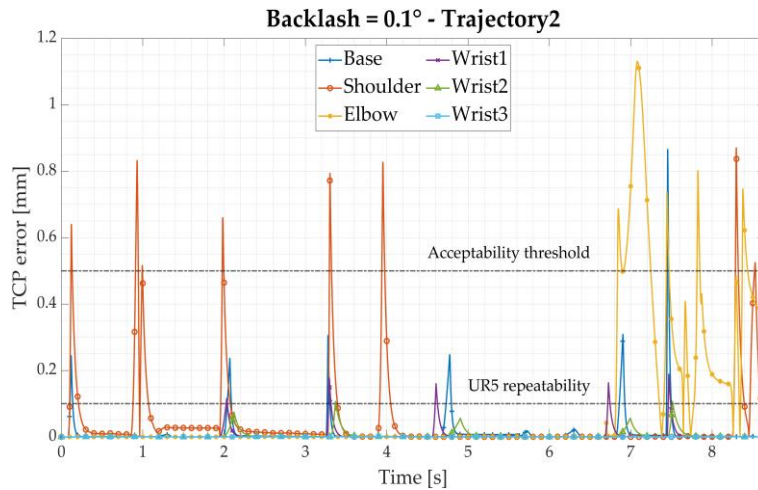 Backlash = 0.1° - Trajectory2
1.2
1
0.8
0.6
0.4
0.2
0
TCP error [mm]
Base
Shoulder
Elbow
Wrist1
Wrist2
Wrist3
Acceptability threshold
UR5 repeatability
0 1 2 3 4 5 6 7 8
Time [s]